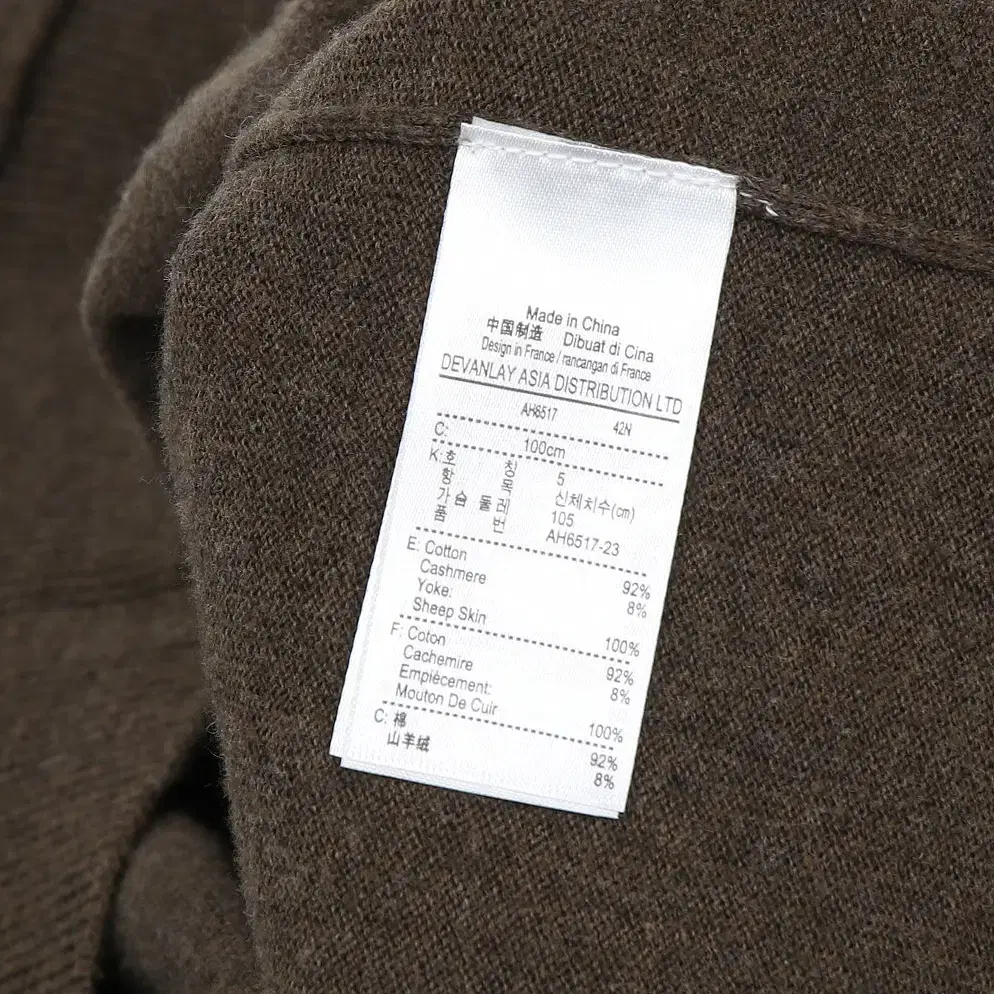 Made in China
中国制造 Dibuat di Cina
Design in France / rancangan di France
DEVANLAY ASIA DISTRIBUTION LTD
AH6517 42N
C: 100cm
K: 호 칭 5
항 목 신체치수(cm)
가 슴 둘 레 105
품 번 AH6517-23
E: Cotton 92%
Cashmere 8%
Yoke:
Sheep Skin 100%
F: Coton 92%
Cachemire 8%
Empiècement:
Mouton De Cuir 100%
C: 棉 92%
山羊绒 8%